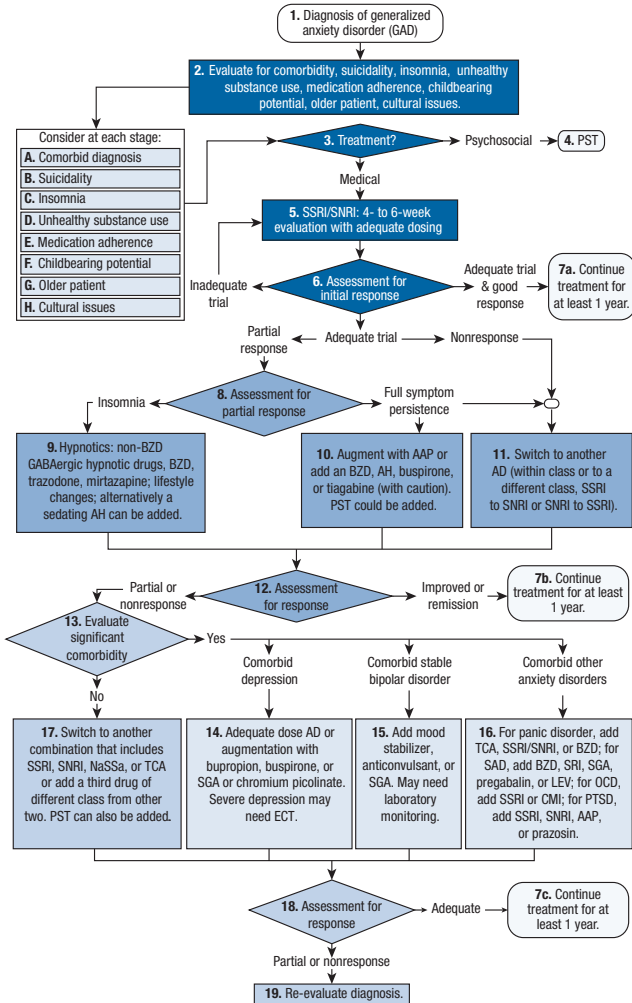 1. Diagnosis of generalized
anxiety disorder (GAD)
2. Evaluate for comorbidity, suicidality, insomnia, unhealthy
substance use, medication adherence, childbearing
potential, older patient, cultural issues.
Consider at each stage:
A. Comorbid diagnosis
B. Suicidality
C. Insomnia
D. Unhealthy substance use
E. Medication adherence
F. Childbearing potential
G. Older patient
H. Cultural issues
3. Treatment?
Psychosocial
4. PST
Medical
5. SSRI/SNRI: 4- to 6-week
evaluation with adequate dosing
Inadequate
trial
6. Assessment for
initial response
Adequate trial
& good
response
7a. Continue
treatment for
at least 1 year.
Partial
response
Adequate trial
Nonresponse
8. Assessment for
partial response
Insomnia
Full symptom
persistence
9. Hypnotics: non-BZD
GABAergic hypnotic drugs, BZD,
trazodone, mirtazapine; lifestyle
changes; alternatively a
sedating AH can be added.
10. Augment with AAP or
add an BZD, AH, buspirone,
or tiagabine (with caution).
PST could be added.
11. Switch to another
AD (within class or to a
different class, SSRI
to SNRI or SNRI to SSRI).
12. Assessment
for response
Partial or
nonresponse
Improved or
remission
7b. Continue
treatment for at least
1 year.
13. Evaluate
significant
comorbidity
Yes
No
Comorbid
depression
Comorbid stable
bipolar disorder
Comorbid other
anxiety disorders
17. Switch to another
combination that includes
SSRI, SNRI, NaSSa, or TCA
or add a third drug of
different class from other
two. PST can also be added.
14. Adequate dose AD or
augmentation with
bupropion, buspirone, or
SGA or chromium picolinate.
Severe depression may
need ECT.
15. Add mood
stabilizer,
anticonvulsant, or
SGA. May need
laboratory
monitoring.
16. For panic disorder, add
TCA, SSRI/SNRI, or BZD; for
SAD, add BZD, SRI, SGA,
pregabalin, or LEV; for OCD,
add SSRI or CMI; for PTSD,
add SSRI, SNRI, AAP,
or prazosin.
18. Assessment for
response
Adequate
7c. Continue
treatment for at
least 1 year.
Partial or nonresponse
19. Re-evaluate diagnosis.